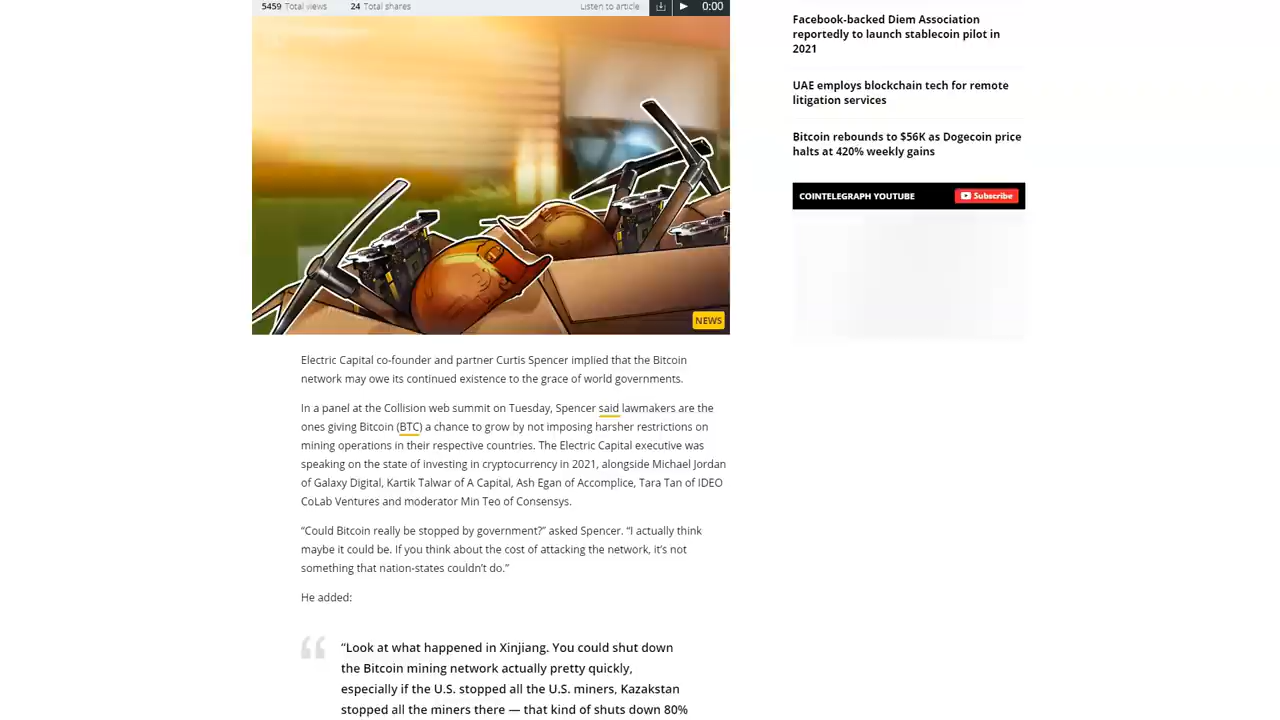 5459 Total views 24 Total shares Listen to article 0:00
NEWS
Electric Capital co-founder and partner Curtis Spencer implied that the Bitcoin
network may owe its continued existence to the grace of world governments.
In a panel at the Collision web summit on Tuesday, Spencer said lawmakers are the
ones giving Bitcoin (BTC) a chance to grow by not imposing harsher restrictions on
mining operations in their respective countries. The Electric Capital executive was
speaking on the state of investing in cryptocurrency in 2021, alongside Michael Jordan
of Galaxy Digital, Kartik Talwar of A Capital, Ash Egan of Accomplice, Tara Tan of IDEO
CoLab Ventures and moderator Min Teo of Consensys.
“Could Bitcoin really be stopped by government?” asked Spencer. “I actually think
maybe it could be. If you think about the cost of attacking the network, it’s not
something that nation-states couldn’t do.”
He added:
“Look at what happened in Xinjiang. You could shut down
the Bitcoin mining network actually pretty quickly,
especially if the U.S. stopped all the U.S. miners, Kazakstan
stopped all the miners there — that kind of shuts down 80%
Facebook-backed Diem Association
reportedly to launch stablecoin pilot in
2021
UAE employs blockchain tech for remote
litigation services
Bitcoin rebounds to $56K as Dogecoin price
halts at 420% weekly gains
COINTELEGRAPH YOUTUBE Subscribe